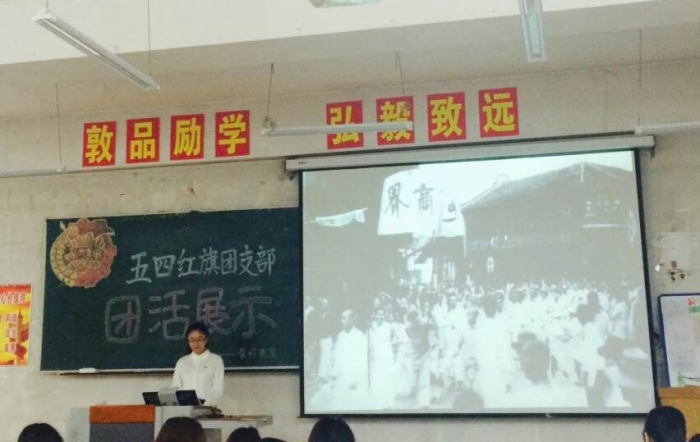 敦品励学 弘毅致远
五四红旗团支部
团活展示
界商